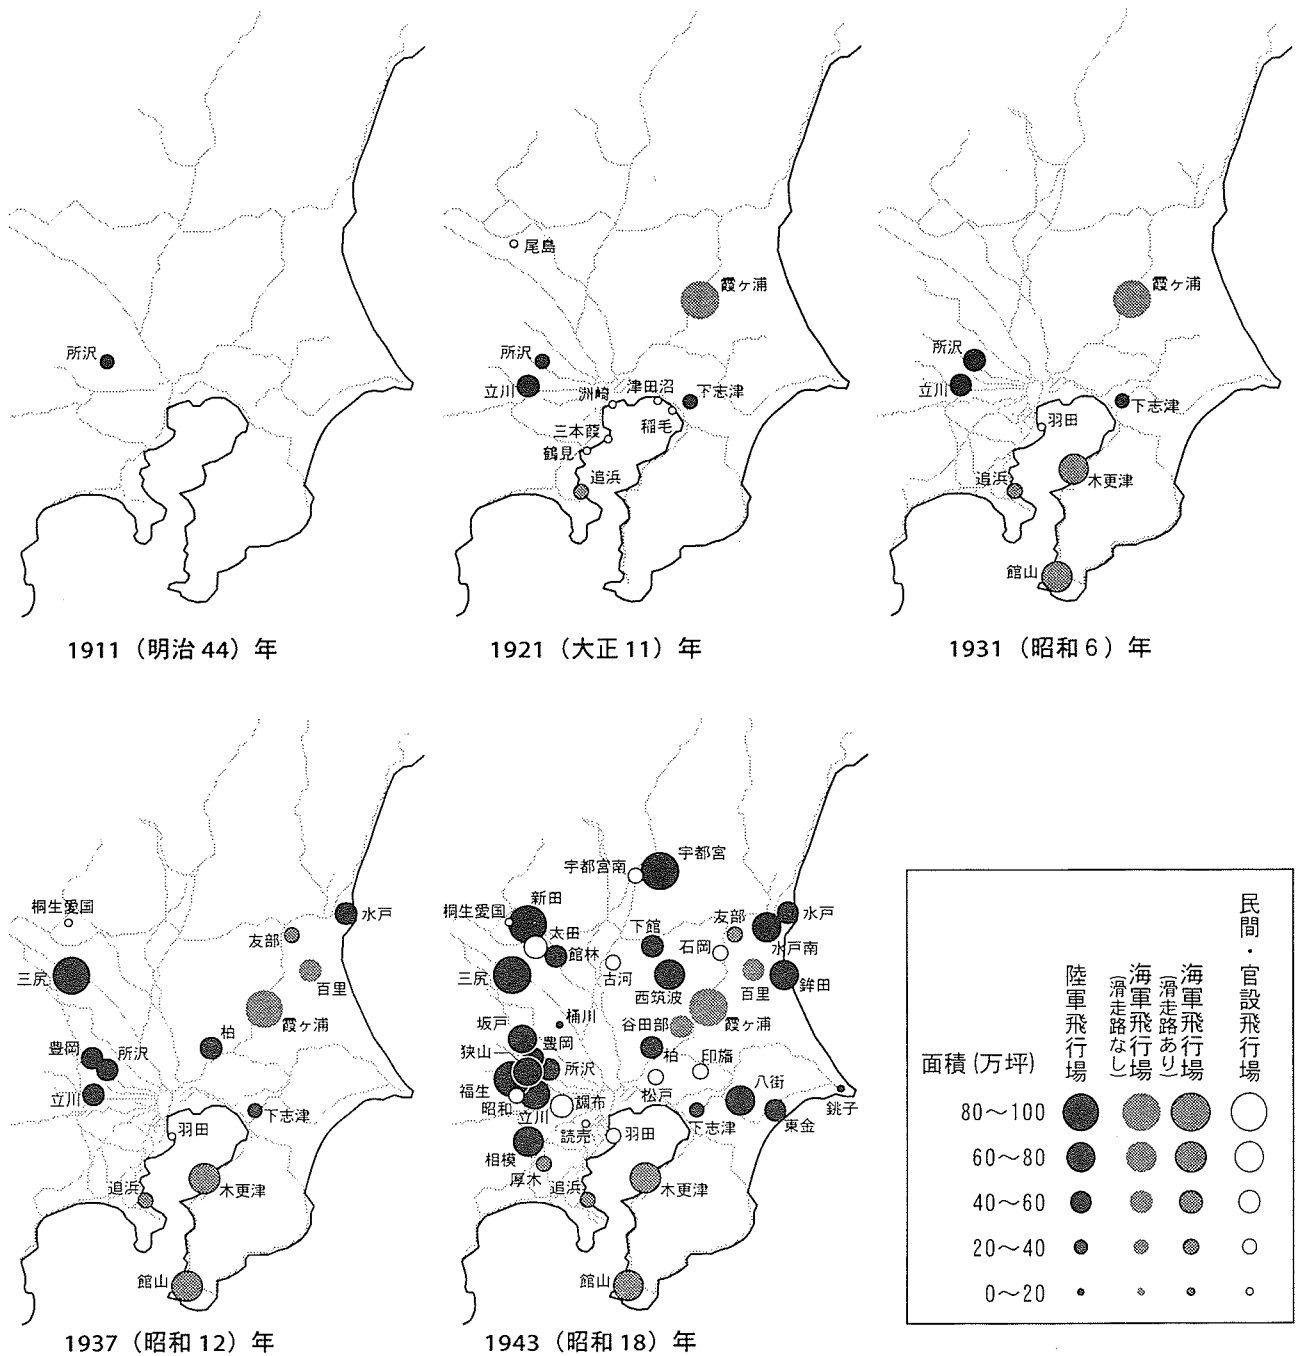 所沢
1911（明治 44）年
尾島
霞ヶ浦
所沢
立川
洲崎
津田沼
下志津
稲毛
三本葭
鶴見
追浜
1921（大正 11）年
霞ヶ浦
所沢
立川
下志津
羽田
追浜
木更津
館山
1931（昭和６）年
桐生愛国
水戸
友部
三尻
百里
霞ヶ浦
柏
豊岡
所沢
立川
下志津
羽田
追浜
木更津
館山
1937（昭和 12）年
宇都宮
宇都宮南
新田
桐生愛国
太田
館林
下館
友部
水戸
水戸南
石岡
古河
三尻
西筑波
百里
鉾田
霞ヶ浦
桶川
坂戸
谷田部
豊岡
狭山
柏
印旛
所沢
福生
八街
松戸
昭和
立川
調布
銚子
下志津
東金
読売
羽田
相模
厚木
追浜
木更津
館山
1943（昭和 18）年
民間・官設飛行場
海軍飛行場（滑走路あり）
海軍飛行場（滑走路なし）
陸軍飛行場
面積（万坪）
80～100
60～80
40～60
20～40
0～20